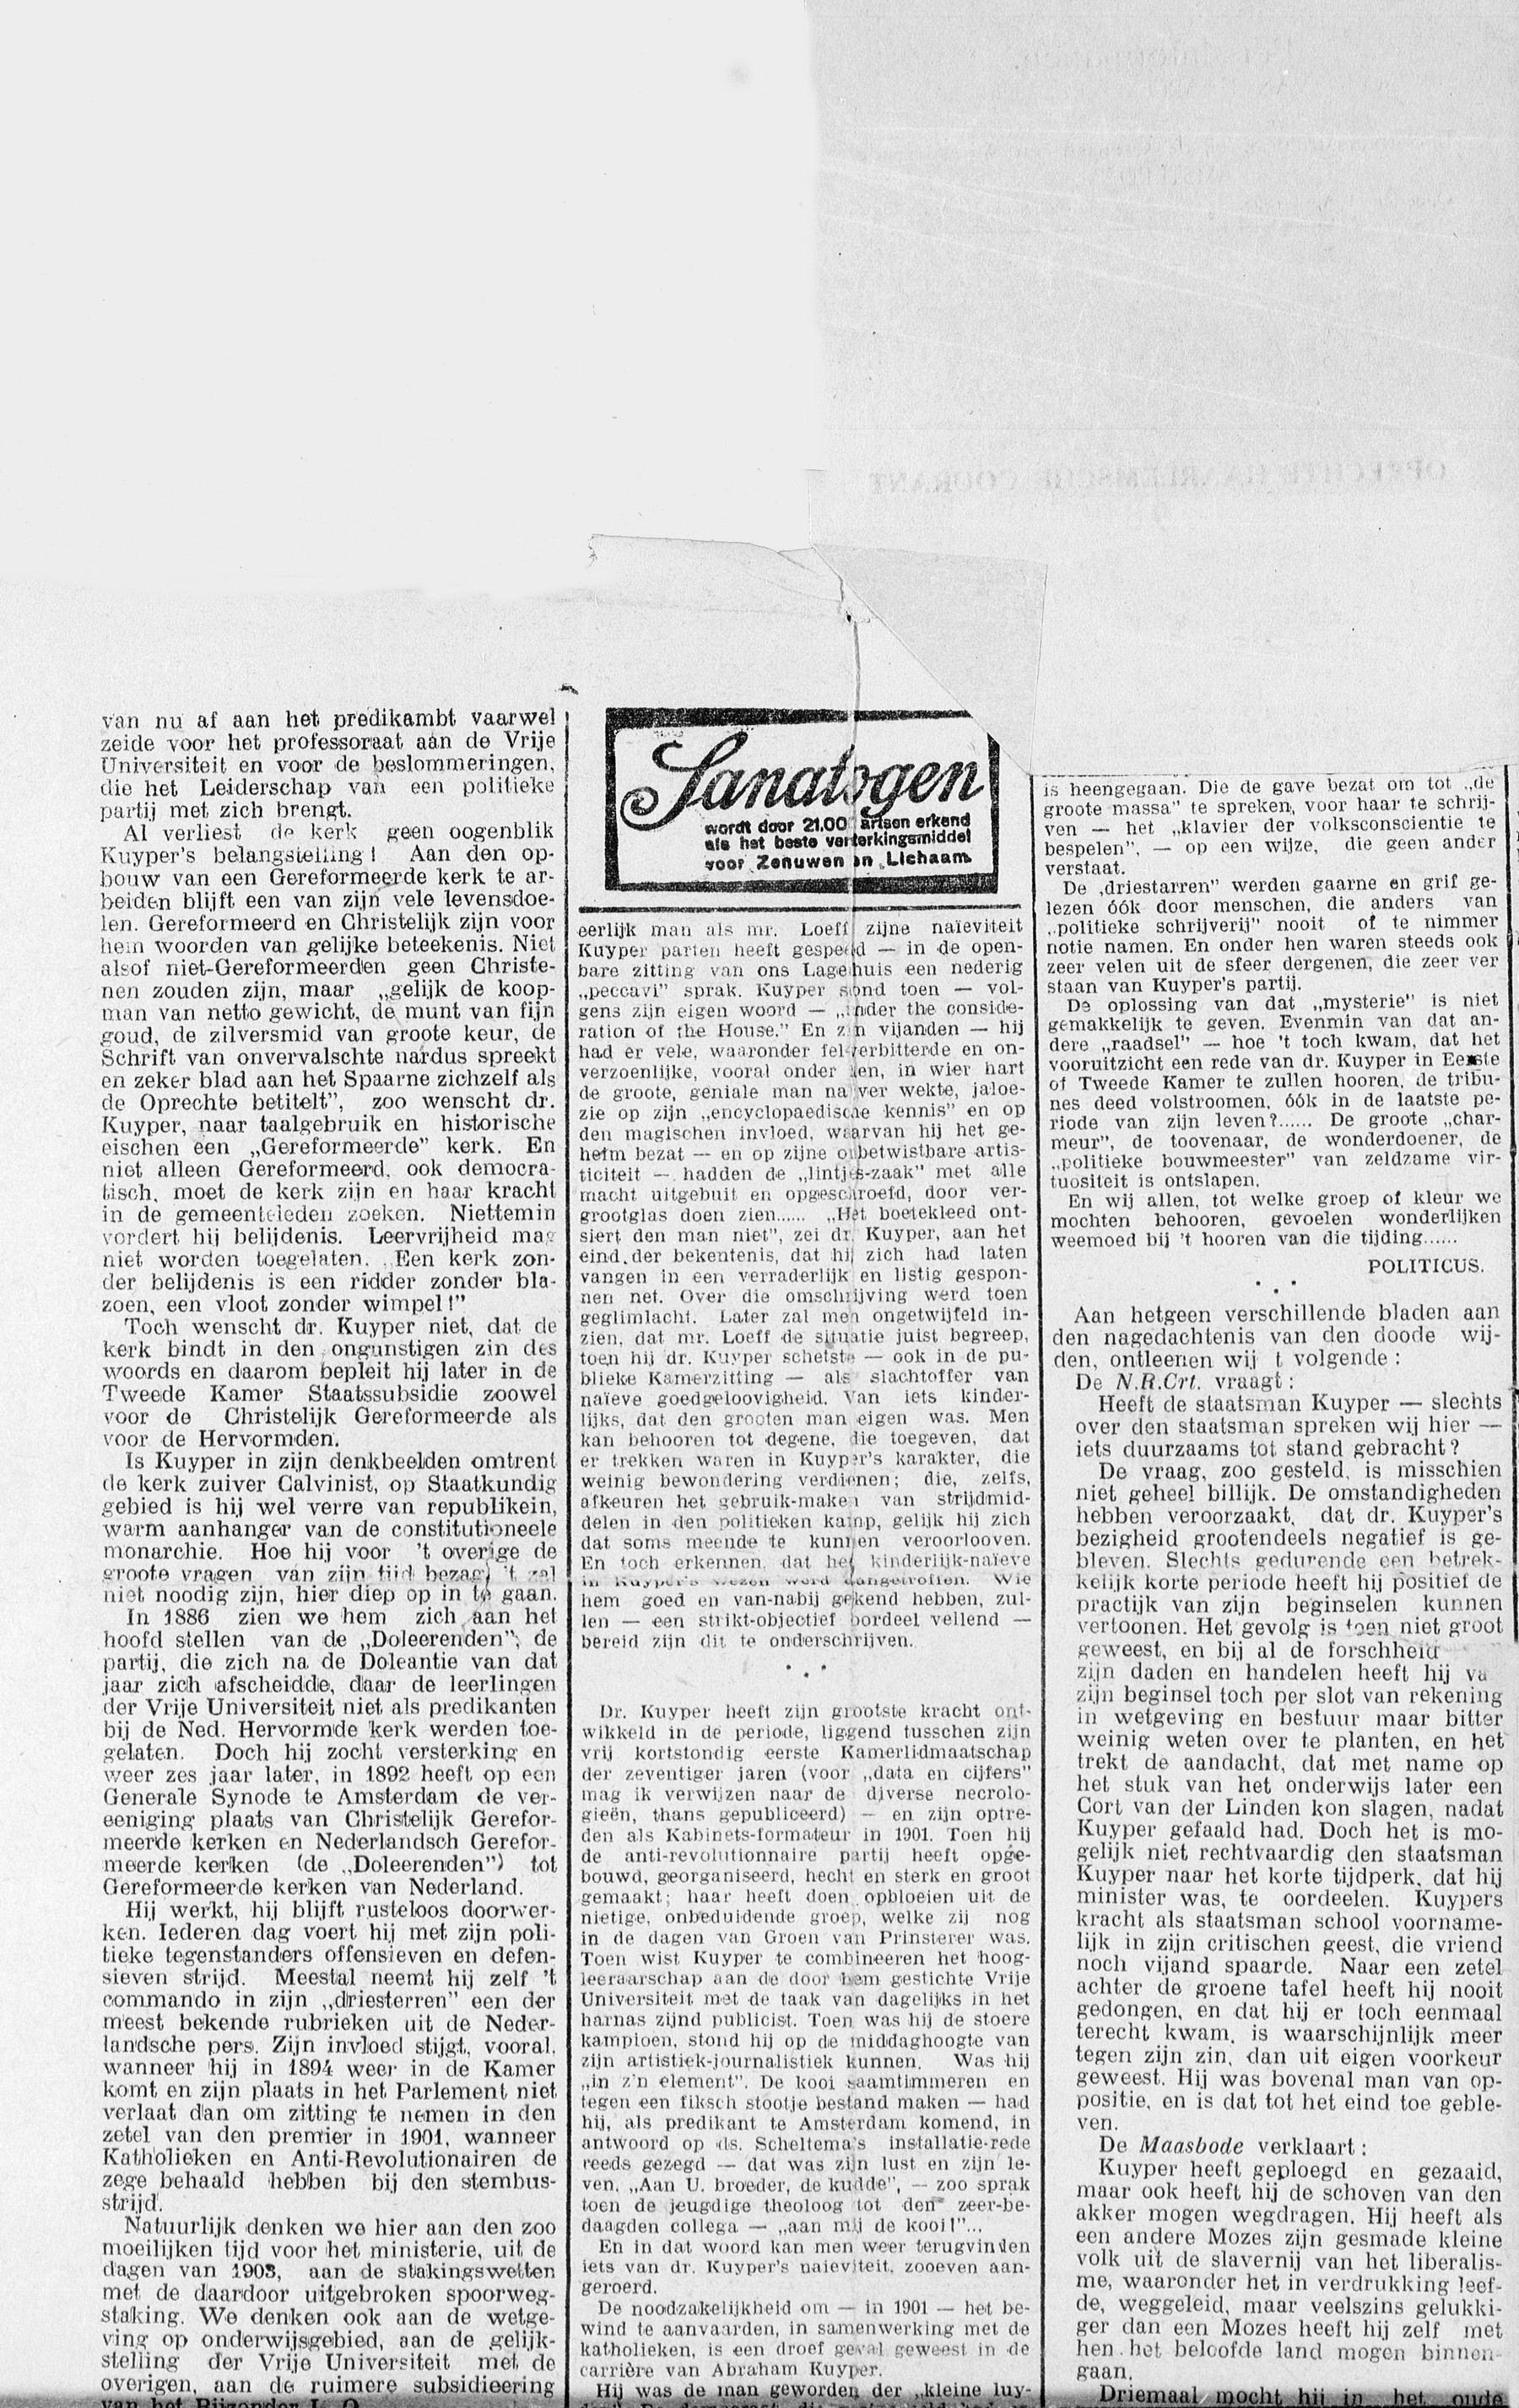 van nu af aan het predikambt vaarwel
zeide voor het professoraat aan de Vrije
Universiteit en voor de beslommeringen,
die het Leiderschap van een politieke
partij met zich brengt.
Al verliest de kerk geen oogenblik
Kuyper's belangstelling! Aan den op-
bouw van een Gereformeerde kerk te ar-
beiden blijft een van zijn vele levensdoe-
len. Gereformeerd en Christelijk zijn voor
hem woorden van gelijke beteekenis. Niet
alsof niet-Gereformeerden geen Christe-
nen zouden zijn, maar „gelijk de koop-
man van netto gewicht, de munt van fijn
goud, de zilversmid van groote keur, de
Schrift van onvervalschte nardus spreekt
en zeker blad aan het Spaarne zichzelf als
de Oprechte betitelt”, zoo wenscht dr.
Kuyper, naar taalgebruik en historische
eischen een „Gereformeerde” kerk. En
niet alleen Gereformeerd, ook democra-
tisch, moet de kerk zijn en haar kracht
in de gemeenteleden zoeken. Niettemin
vordert hij belijdenis. Leervrijheid mag
niet worden toegelaten. „Een kerk zon-
der belijdenis is een ridder zonder bla-
zoen, een vloot zonder wimpel!”
Toch wenscht dr. Kuyper niet, dat de
kerk bindt in den ongunstigen zin des
woords en daarom bepleit hij later in de
Tweede Kamer Staatssubsidie zoowel
voor de Christelijk Gereformeerde als
voor de Hervormden.
Is Kuyper in zijn denkbeelden omtrent
de kerk zuiver Calvinist, op Staatkundig
gebied is hij wel verre van republikein,
warm aanhanger van de constitutioneele
monarchie. Hoe hij voor 't overige de
groote vragen van zijn tijd bezag, 't zal
niet noodig zijn, hier diep op in te gaan.
In 1886 zien we hem zich aan het
hoofd stellen van de „Doleerenden”, de
partij, die zich na de Doleantie van dat
jaar zich afscheidde, daar de leerlingen
der Vrije Universiteit niet als predikanten
bij de Ned. Hervormde kerk werden toe-
gelaten. Doch hij zocht versterking en
weer zes jaar later, in 1892 heeft op een
Generale Synode te Amsterdam de ver-
eeniging plaats van Christelijk Gerefor-
meerde kerken en Nederlandsch Gerefor-
meerde kerken (de „Doleerenden”) tot
Gereformeerde kerken van Nederland.
Hij werkt, hij blijft rusteloos doorwer-
ken. Iederen dag voert hij met zijn poli-
tieke tegenstanders offensieven en defen-
sieven strijd. Meestal neemt hij zelf 't
commando in zijn „driesterren” een der
meest bekende rubrieken uit de Neder-
landsche pers. Zijn invloed stijgt, vooral,
wanneer hij in 1894 weer in de Kamer
komt en zijn plaats in het Parlement niet
verlaat dan om zitting te nemen in den
zetel van den premier in 1901, wanneer
Katholieken en Anti-Revolutionairen de
zege behaald hebben bij den stembus-
strijd.
Natuurlijk denken we hier aan den zoo
moeilijken tijd voor het ministerie, uit de
dagen van 1903, aan de stakingswetten
met de daardoor uitgebroken spoorweg-
staking. We denken ook aan de wetge-
ving op onderwijsgebied, aan de gelijk-
stelling der Vrije Universiteit met de
overigen, aan de ruimere subsidieering
van het Bijzonder L. O.
Sanatogen
wordt door 21.00 artsen erkend
als het beste versterkingsmiddel
voor Zenuwen en Lichaam
eerlijk man als mr. Loeff zijne naïeviteit
Kuyper parten heeft gespeeld — in de open-
bare zitting van ons Lagerhuis een nederig
„peccavi” sprak. Kuyper stond toen — vol-
gens zijn eigen woord — „under the conside-
ration of the House.” En zijn vijanden — hij
had er vele, waaronder fel-verbitterde en on-
verzoenlijke, vooral onder hen, in wier hart
de groote, geniale man naijver wekte, jaloe-
zie op zijn „encyclopaedische kennis” en op
den magischen invloed, waarvan hij het ge-
heim bezat — en op zijne onbetwistbare artis-
ticiteit — hadden de „lintjes-zaak” met alle
macht uitgebuit en opgeschroefd, door ver-
grootglas doen zien...... „Het boetekleed ont-
siert den man niet”, zei dr. Kuyper, aan het
eind der bekentenis, dat hij zich had laten
vangen in een verraderlijk en listig gespon-
nen net. Over die omschrijving werd toen
geglimlacht. Later zal men ongetwijfeld in-
zien, dat mr. Loeff de situatie juist begreep,
toen hij dr. Kuyper schetste — ook in de pu-
blieke Kamerzitting — als slachtoffer van
naïeve goedgeloovigheid. Van iets kinder-
lijks, dat den grooten man eigen was. Men
kan behooren tot degene, die toegeven, dat
er trekken waren in Kuyper's karakter, die
weinig bewondering verdienen; die, zelfs,
afkeuren het gebruik-maken van strijdmid-
delen in den politieken kamp, gelijk hij zich
dat soms meende te kunnen veroorlooven.
En toch erkennen, dat het kinderlijk-naïeve
in Kuyper's wezen werd aangetroffen. Wie
hem goed en van-nabij gekend hebben, zul-
len — een strikt-objectief oordeel vellend —
bereid zijn dit te onderschrijven.
Dr. Kuyper heeft zijn grootste kracht ont-
wikkeld in de periode, liggend tusschen zijn
vrij kortstondig eerste Kamerlidmaatschap
der zeventiger jaren (voor „data en cijfers”
mag ik verwijzen naar de diverse necrolo-
gieën, thans gepubliceerd) — en zijn optre-
den als Kabinets-formateur in 1901. Toen hij
de anti-revolutionnaire partij heeft opge-
bouwd, georganiseerd, hecht en sterk en groot
gemaakt; haar heeft doen opbloeien uit de
nietige, onbeduidende groep, welke zij nog
in de dagen van Groen van Prinsterer was.
Toen wist Kuyper te combineeren het hoog-
leeraarschap aan de door hem gestichte Vrije
Universiteit met de taak van dagelijks in het
harnas zijnd publicist. Toen was hij de stoere
kampioen, stond hij op de middaghoogte van
zijn artistiek-journalistiek kunnen. Was hij
„in z'n element”. De kooi saamtimmeren en
tegen een fiksch stootje bestand maken — had
hij, als predikant te Amsterdam komend, in
antwoord op ds. Scheltema's installatie-rede
reeds gezegd — dat was zijn lust en zijn le-
ven. „Aan U, broeder, de kudde”, — zoo sprak
toen de jeugdige theoloog tot den zeer-be-
daagden collega — „aan mij de kooi!”...
En in dat woord kan men weer terugvinden
iets van dr. Kuyper's naieviteit, zooeven aan-
geroerd.
De noodzakelijkheid om — in 1901 — het be-
wind te aanvaarden, in samenwerking met de
katholieken, is een droef geval geweest in de
carrière van Abraham Kuyper.
Hij was de man geworden der „kleine luy-
is heengegaan. Die de gave bezat om tot „de
groote massa” te spreken, voor haar te schrij-
ven — het „klavier der volksconscientie te
bespelen”, — op een wijze, die geen ander
verstaat.
De „driestarren” werden gaarne en grif ge-
lezen óók door menschen, die anders van
„politieke schrijverij” nooit of te nimmer
notie namen. En onder hen waren steeds ook
zeer velen uit de sfeer dergenen, die zeer ver
staan van Kuyper's partij.
De oplossing van dat „mysterie” is niet
gemakkelijk te geven. Evenmin van dat an-
dere „raadsel” — hoe 't toch kwam, dat het
vooruitzicht een rede van dr. Kuyper in Eerste
of Tweede Kamer te zullen hooren, de tribu-
nes deed volstroomen, óók in de laatste pe-
riode van zijn leven?...... De groote „char-
meur”, de toovenaar, de wonderdoener, de
„politieke bouwmeester” van zeldzame vir-
tuositeit is ontslapen.
En wij allen, tot welke groep of kleur we
mochten behooren, gevoelen wonderlijken
weemoed bij 't hooren van die tijding......
POLITICUS.
Aan hetgeen verschillende bladen aan
den nagedachtenis van den doode wij-
den, ontleenen wij t volgende:
De N.R.Crt. vraagt:
Heeft de staatsman Kuyper — slechts
over den staatsman spreken wij hier —
iets duurzaams tot stand gebracht?
De vraag, zoo gesteld, is misschien
niet geheel billijk. De omstandigheden
hebben veroorzaakt, dat dr. Kuyper's
bezigheid grootendeels negatief is ge-
bleven. Slechts gedurende een betrek-
kelijk korte periode heeft hij positief de
practijk van zijn beginselen kunnen
vertoonen. Het gevolg is toen niet groot
geweest, en bij al de forschheid
zijn daden en handelen heeft hij va
zijn beginsel toch per slot van rekening
in wetgeving en bestuur maar bitter
weinig weten over te planten, en het
trekt de aandacht, dat met name op
het stuk van het onderwijs later een
Cort van der Linden kon slagen, nadat
Kuyper gefaald had. Doch het is mo-
gelijk niet rechtvaardig den staatsman
Kuyper naar het korte tijdperk, dat hij
minister was, te oordeelen. Kuypers
kracht als staatsman school voorname-
lijk in zijn critischen geest, die vriend
noch vijand spaarde. Naar een zetel
achter de groene tafel heeft hij nooit
gedongen, en dat hij er toch eenmaal
terecht kwam, is waarschijnlijk meer
tegen zijn zin, dan uit eigen voorkeur
geweest. Hij was bovenal man van op-
positie, en is dat tot het eind toe geble-
ven.
De Maasbode verklaart:
Kuyper heeft geploegd en gezaaid,
maar ook heeft hij de schoven van den
akker mogen wegdragen. Hij heeft als
een andere Mozes zijn gesmade kleine
volk uit de slavernij van het liberalis-
me, waaronder het in verdrukking leef-
de, weggeleid, maar veelszins gelukki-
ger dan een Mozes heeft hij zelf met
hen het beloofde land mogen binnen-
gaan.
Driemaal mocht hij in het oude